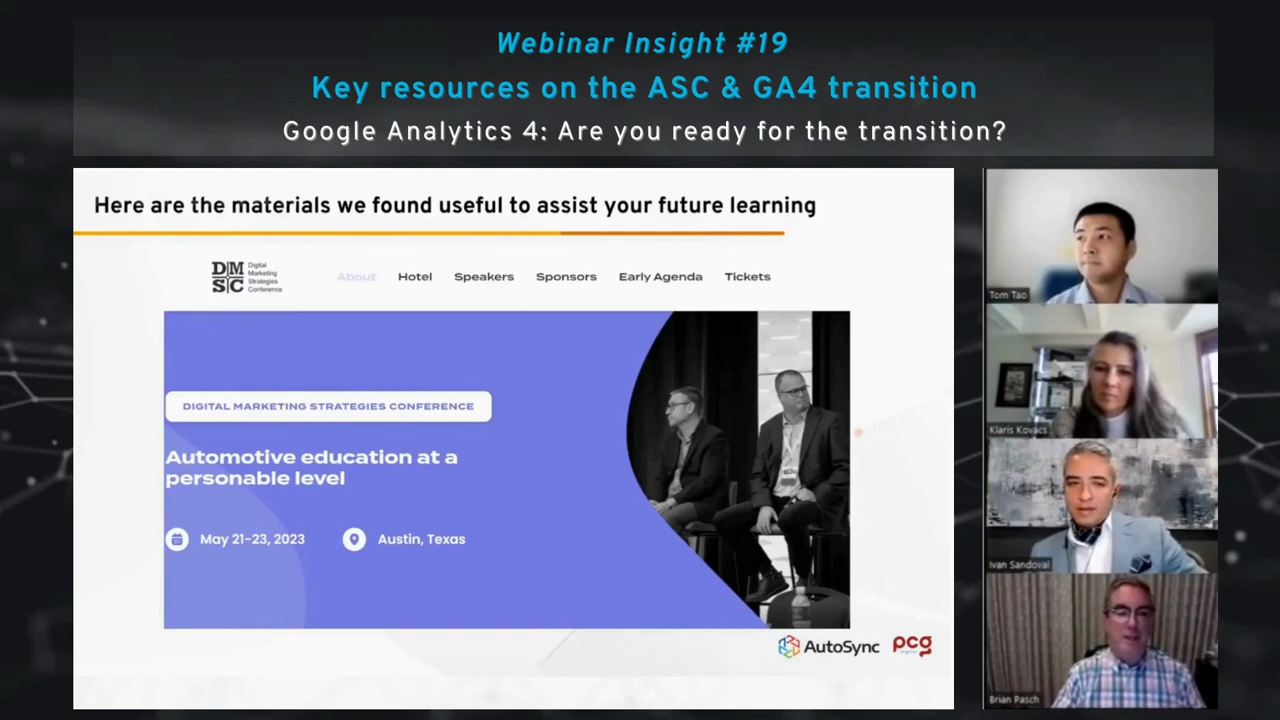 Webinar Insight #19
Key resources on the ASC & GA4 transition
Google Analytics 4: Are you ready for the transition?
Here are the materials we found useful to assist your future learning
DM
SC
Digital
Marketing
Strategies
Conference
About
Hotel
Speakers
Sponsors
Early Agenda
Tickets
DIGITAL MARKETING STRATEGIES CONFERENCE
Automotive education at a
personable level
May 21-23, 2023
Austin, Texas
AutoSync
pcg
Tom Tao
Klaris Kovacs
Ivan Sandoval
Brian Pasch